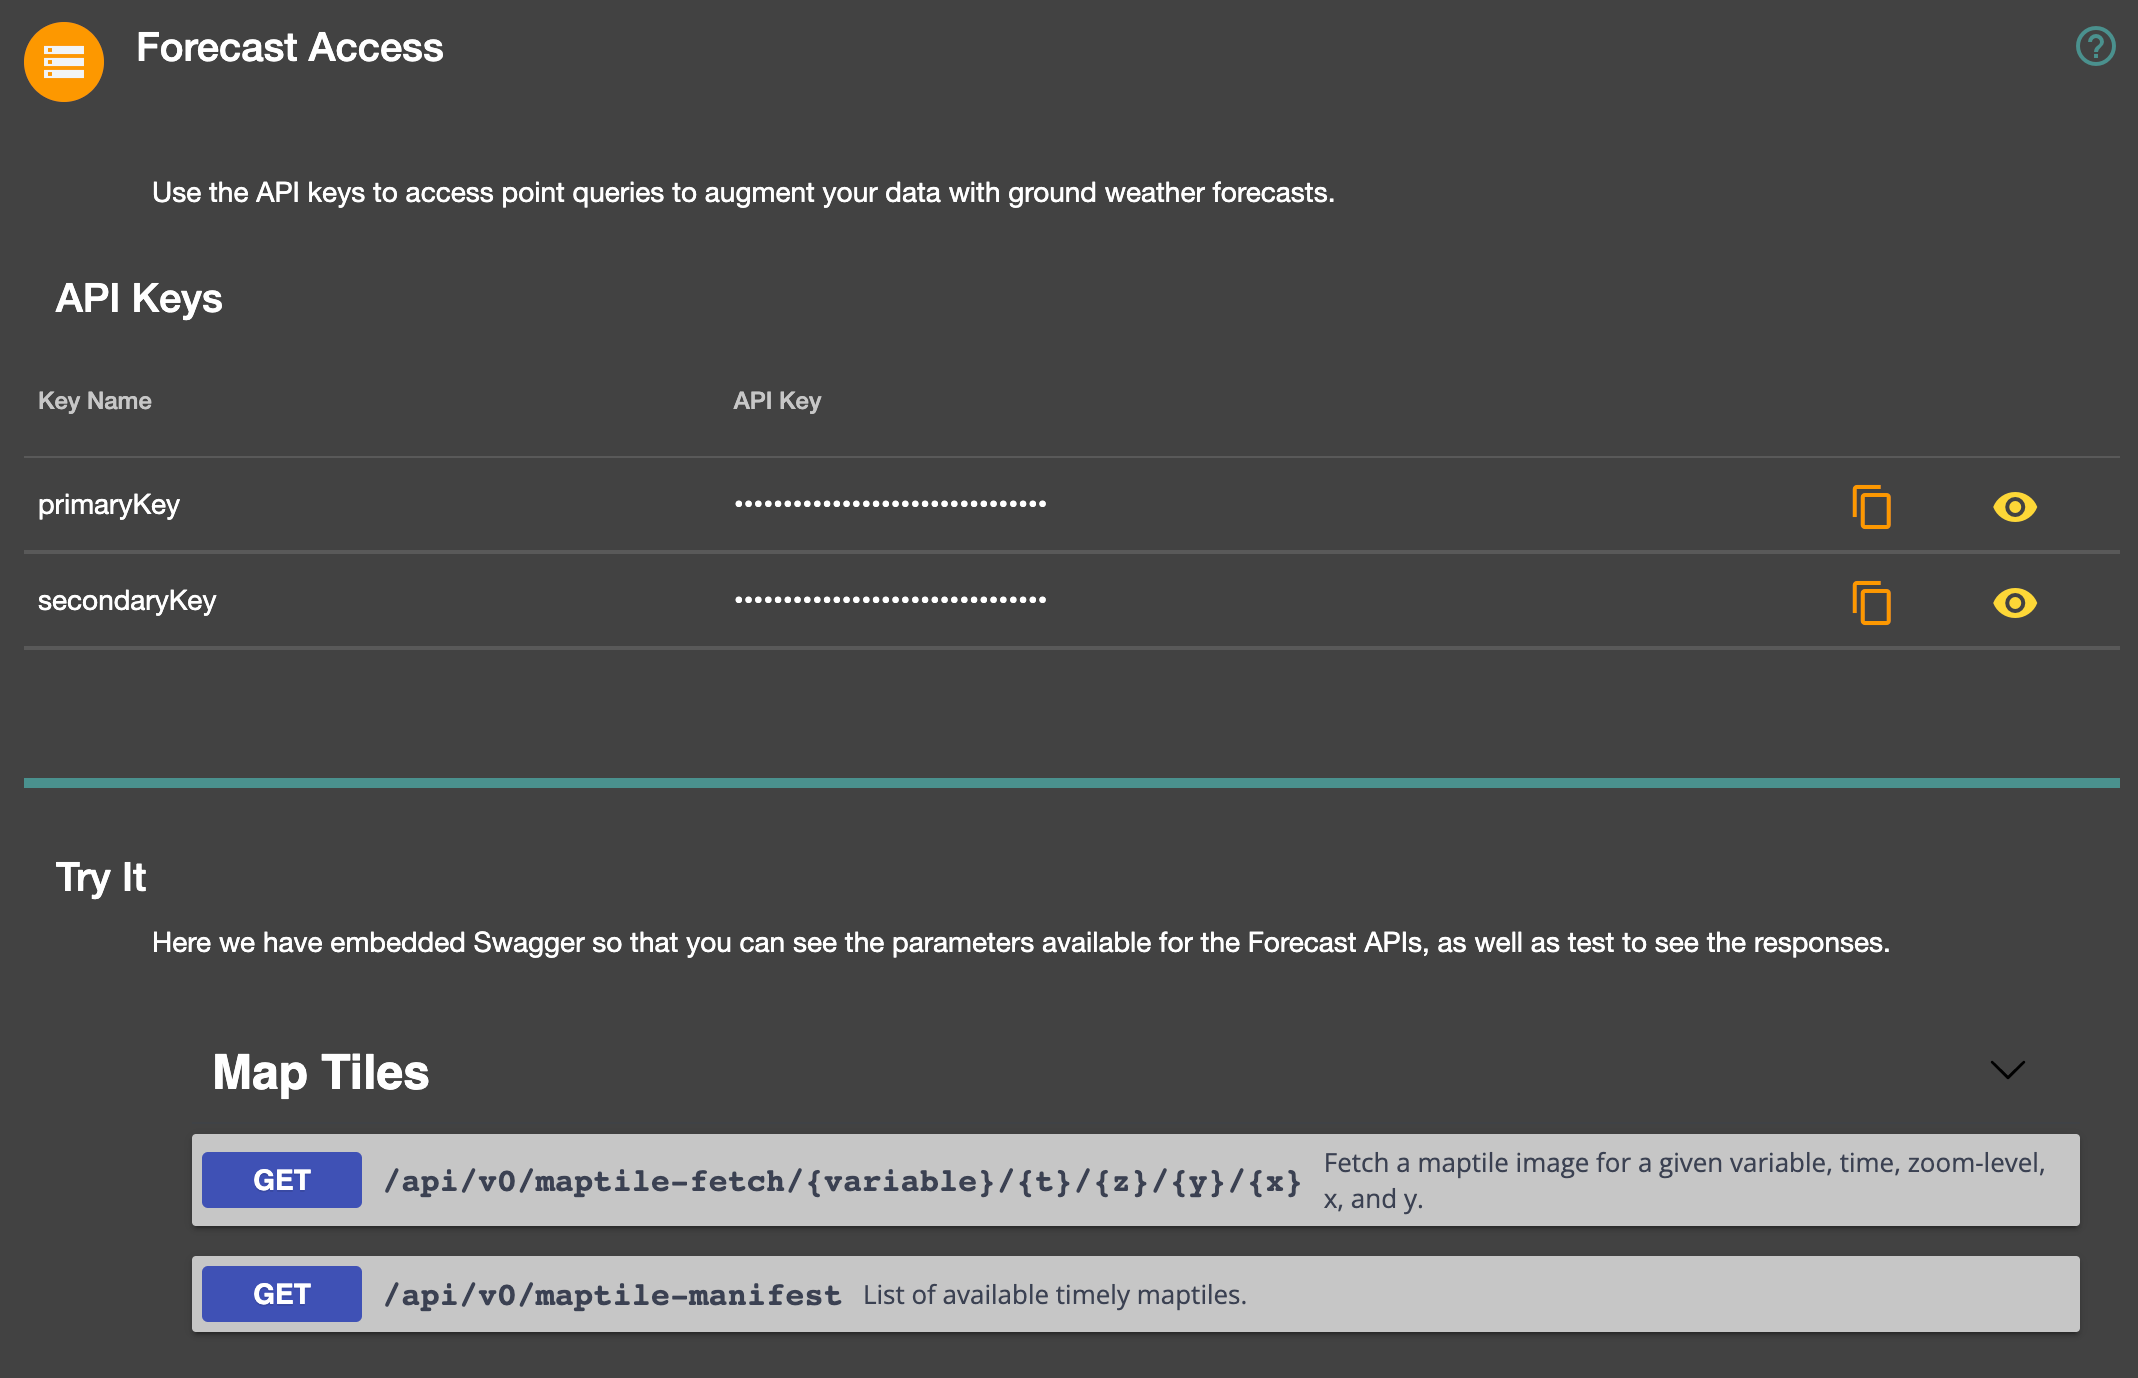 Forecast Access
Use the API keys to access point queries to augment your data with ground weather forecasts.
API Keys
Key Name API Key
primaryKey ••••••••••••••••••••••••••••••••
secondaryKey ••••••••••••••••••••••••••••••••
Try It
Here we have embedded Swagger so that you can see the parameters available for the Forecast APIs, as well as test to see the responses.
Map Tiles
GET /api/v0/maptile-fetch/{variable}/{t}/{z}/{y}/{x} Fetch a maptile image for a given variable, time, zoom-level,
x, and y.
GET /api/v0/maptile-manifest List of available timely maptiles.